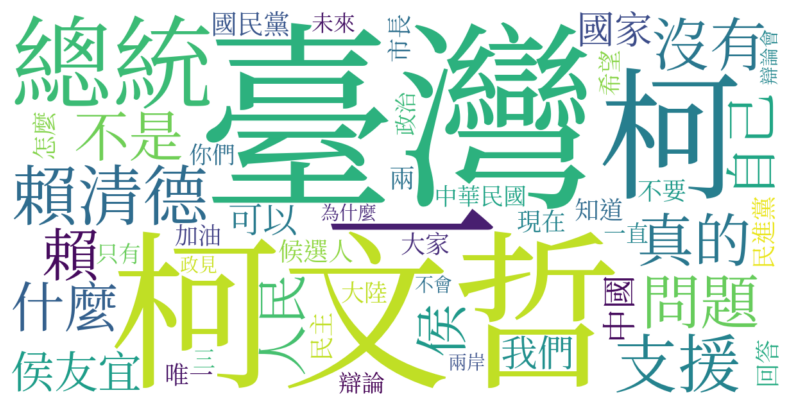 國民黨
未來
市長
國家
沒有
希望
辯論會
總統
臺灣
柯
自己
怎麼
不是
你們
政治
兩
賴清德
一
中華民國
不要
可以
為什麼
現在
知道
真的
民進黨
賴
只有
加油
政見
候選人
大家
一直
柯文哲
什麼
人民
大陸
不會
侯
中國
問題
侯友宜
唯一
三
民主
辯論
兩岸
我們
支援
回答